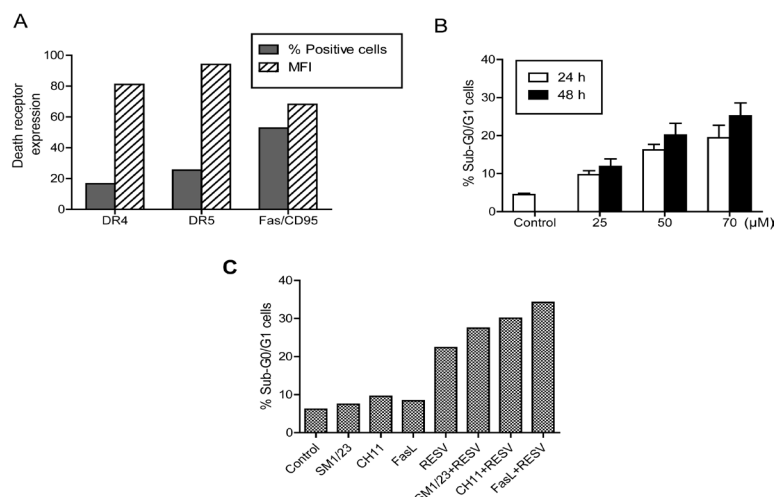 A
Death receptor
expression
100
80
60
40
20
0
% Positive cells
MFI
DR4 DR5 Fas/CD95
B
% Sub-G0/G1 cells
40
30
20
10
0
24 h
48 h
Control 25 50 70 (µM)
C
% Sub-G0/G1 cells
40
30
20
10
0
Control
SM1/23
CH11
FasL
RESV
SM1/23+RESV
CH11+RESV
FasL+RESV